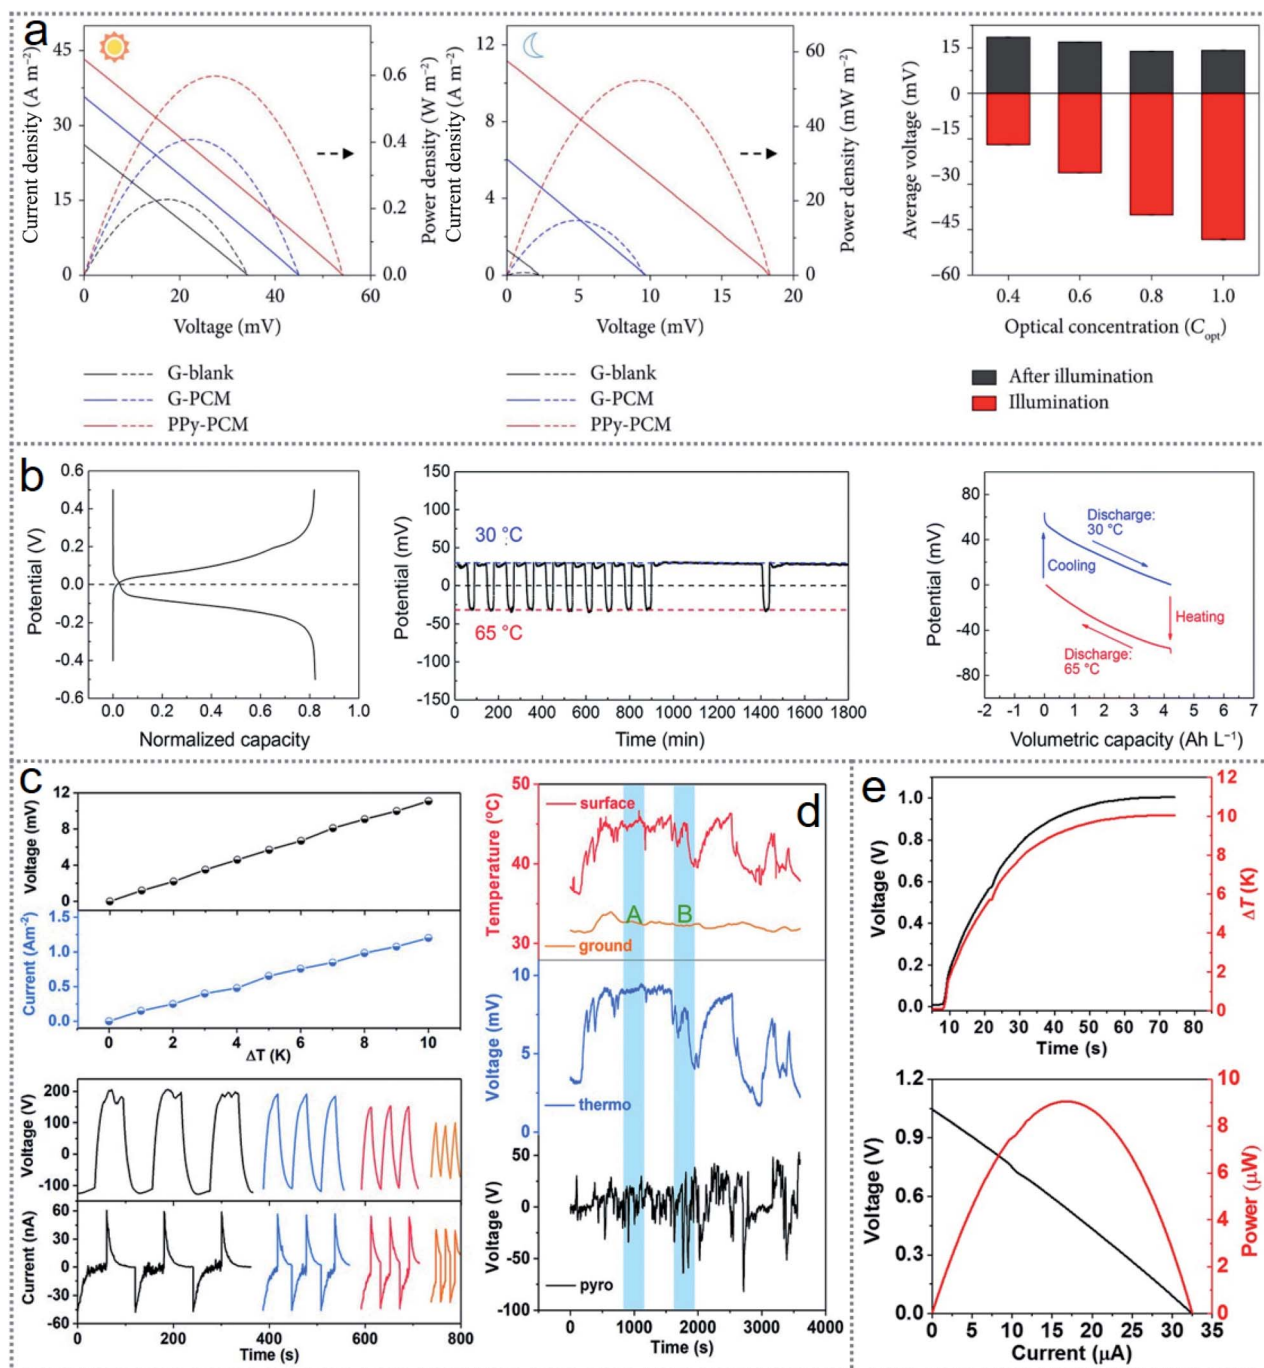 a
Current density (A m⁻²)
45
30
15
0
0.6
0.4
0.2
0.0
Power density (W m⁻²)
0
20
40
60
Voltage (mV)
G-blank
G-PCM
PPy-PCM
Current density (A m⁻²)
12
8
4
0
60
40
20
0
Power density (mW m⁻²)
0
5
10
15
20
Voltage (mV)
G-blank
G-PCM
PPy-PCM
Average voltage (mV)
15
0
−15
−30
−45
−60
0.4
0.6
0.8
1.0
Optical concentration (Copt)
After illumination
Illumination
b
Potential (V)
0.6
0.4
0.2
0.0
-0.2
-0.4
-0.6
0.0
0.2
0.4
0.6
0.8
1.0
Normalized capacity
Potential (mV)
150
100
50
0
-50
-100
-150
30 °C
65 °C
0
200
400
600
800
1000
1200
1400
1600
1800
Time (min)
Potential (mV)
80
40
0
-40
-80
Discharge:
30 °C
Cooling
Heating
Discharge:
65 °C
-2
-1
0
1
2
3
4
5
6
7
Volumetric capacity (Ah L⁻¹)
c
Voltage (mV)
12
8
4
0
Current (Am⁻²)
1.5
1.0
0.5
0.0
0
2
4
6
8
10
ΔT (K)
Voltage (V)
200
100
0
-100
Current (nA)
60
30
0
-30
-60
0
200
400
600
800
Time (s)
d
Temperature (°C)
50
40
30
surface
A
B
ground
Voltage (mV)
10
5
0
thermo
Voltage (V)
50
0
-50
-100
pyro
0
1000
2000
3000
4000
Time (s)
e
Voltage (V)
1.0
0.8
0.6
0.4
0.2
0.0
12
10
8
6
4
2
0
ΔT (K)
10
20
30
40
50
60
70
80
Time (s)
Voltage (V)
1.2
0.9
0.6
0.3
0.0
10
8
6
4
2
0
Power (μW)
0
5
10
15
20
25
30
35
Current (μA)